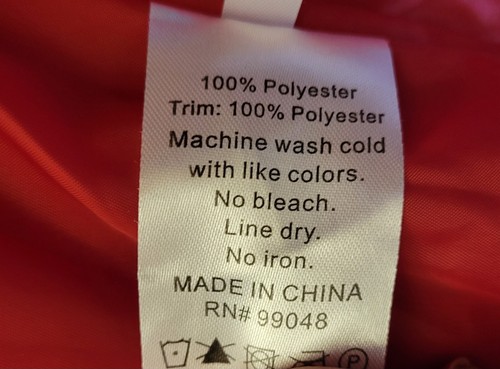 100% Polyester
Trim: 100% Polyester
Machine wash cold
with like colors.
No bleach.
Line dry.
No iron.
MADE IN CHINA
RN# 99048
P